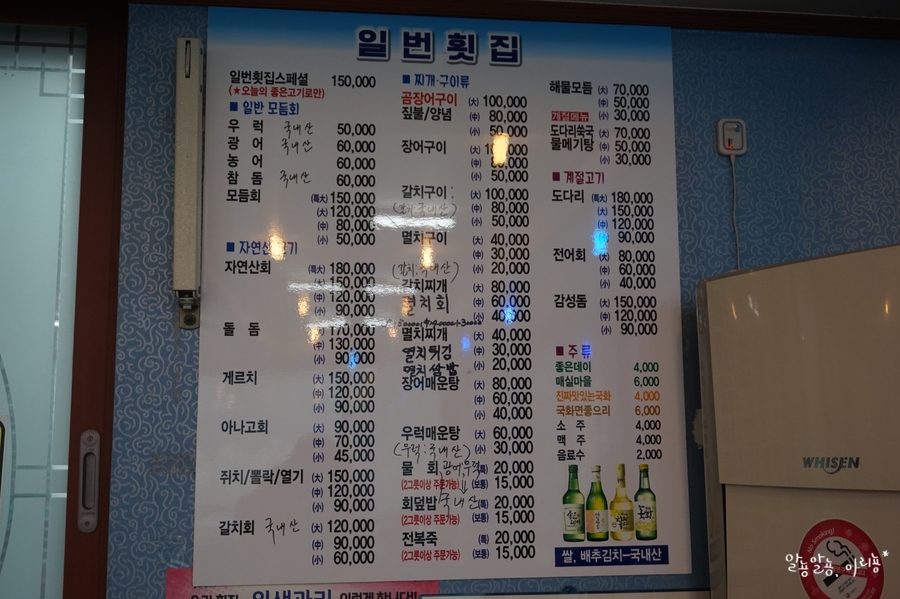 일번횟집
일번횟집스페셜 150,000
(★오늘의 좋은고기로만)
■ 일반 모듬회
우 럭 국내산 50,000
광 어 국내산 60,000
농 어 60,000
참 돔 국내산 60,000
모듬회 (특大) 150,000
(大) 120,000
(中) 80,000
(小) 50,000
■ 자연산
자연산회 (특大) 180,000
(大) 150,000
(中) 120,000
(小) 90,000
돌 돔 (大) 170,000
(中) 130,000
(小) 90,000
게르치 (大) 150,000
(中) 120,000
(小) 90,000
아나고회 (大) 90,000
(中) 70,000
(小) 45,000
쥐치/뽈락/열기 (大) 150,000
(中) 120,000
(小) 90,000
갈치회 국내산 (大) 120,000
(中) 90,000
(小) 60,000
■ 찌개·구이류
곰장어구이 (大) 100,000
짚불/양념 (中) 80,000
(小) 50,000
장어구이 (大)
(中) 80,000
(小) 50,000
갈치구이 (大) 100,000
(中) 80,000
(小) 50,000
멸치구이 (大) 40,000
(中) 30,000
(갈치:국내산) (小) 20,000
갈치찌개 (大) 80,000
멸치회 (中) 60,000
(小) 40,000
멸치찌개 (大) 40,000
멸치튀김 (中) 30,000
멸치쌈밥 (小) 20,000
장어매운탕 (大) 80,000
(中) 60,000
(小) 40,000
우럭매운탕 (大) 60,000
(우럭:국내산) (小) 30,000
물 회 광어,우럭 (특) 20,000
(2그릇이상 주문가능) (보통) 15,000
회덮밥 국내산 (특) 20,000
(2그릇이상 주문가능) (보통) 15,000
전복죽 (특) 20,000
(2그릇이상 주문가능) (보통) 15,000
해물모듬 (大) 70,000
(中) 50,000
(小) 30,000
계절메뉴
도다리쑥국 (大) 70,000
물메기탕 (中) 50,000
(小) 30,000
■ 계절고기
도다리 (특大) 180,000
(大) 150,000
(中) 120,000
(小) 90,000
전어회 (大) 80,000
(中) 60,000
(小) 40,000
감성돔 (大) 150,000
(中) 120,000
(小) 90,000
■ 주 류
좋은데이 4,000
매실마을 6,000
진짜맛있는국화 4,000
국화면좋으리 6,000
소 주 4,000
맥 주 4,000
음료수 2,000
쌀, 배추김치-국내산
WHISEN
No Smoking!
알콩달콩, 이리콩*